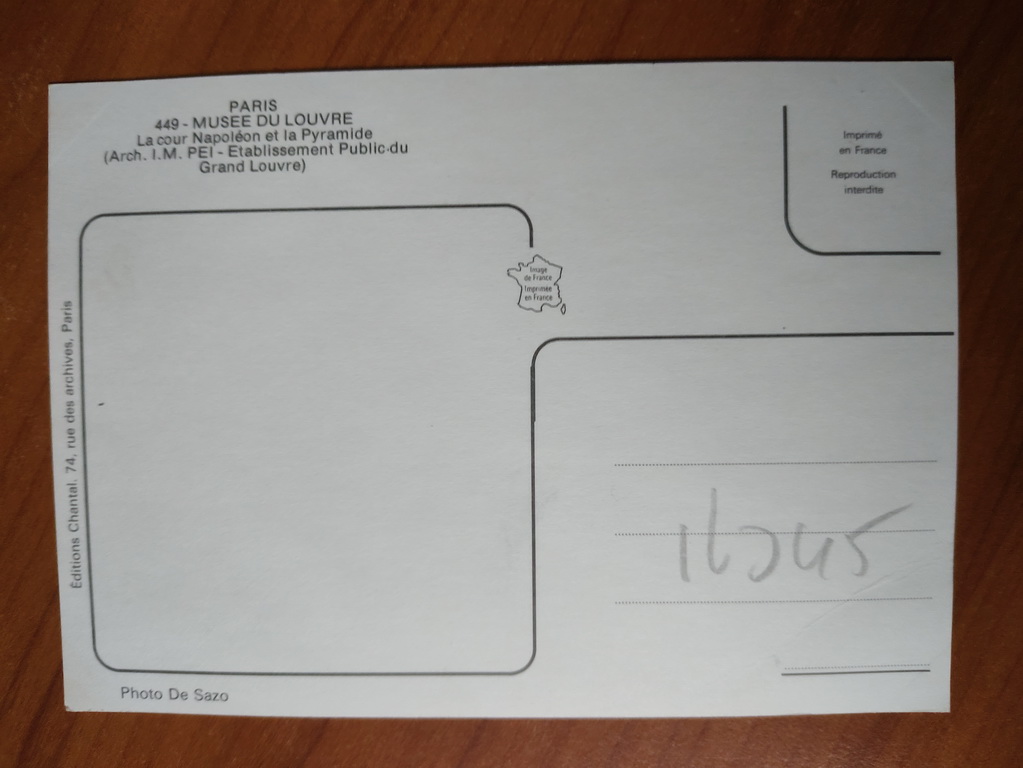 PARIS
449 - MUSEE DU LOUVRE
La cour Napoléon et la Pyramide
(Arch. I.M. PEI - Etablissement Public du
Grand Louvre)
Imprimé
en France
Reproduction
interdite
Image
de France
Imprimée
en France
Éditions Chantal. 74, rue des archives, Paris
Photo De Sazo